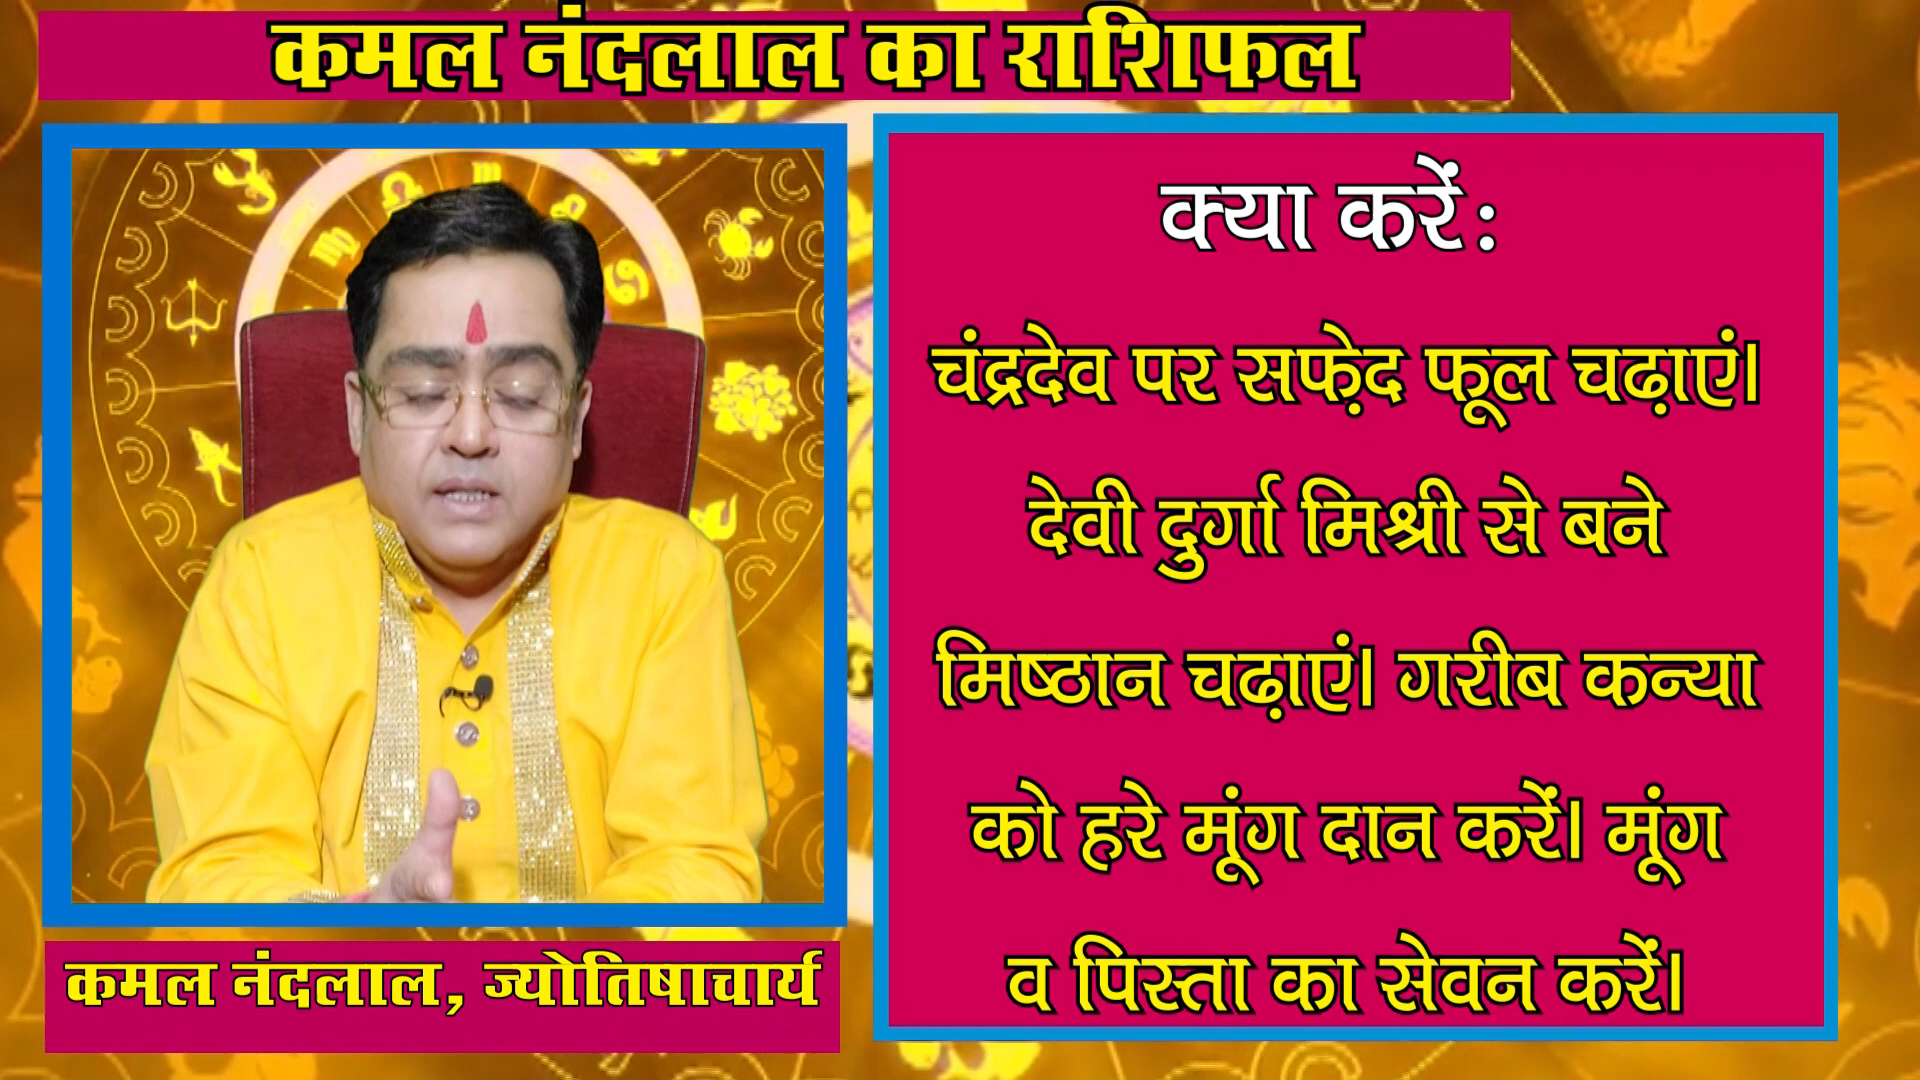 कमल नंदलाल का राशिफल
क्या करें:
चंद्रदेव पर सफ़ेद फूल चढ़ाएं।
देवी दुर्गा मिश्री से बने
मिष्ठान चढ़ाएं। गरीब कन्या
को हरे मूंग दान करें। मूंग
व पिस्ता का सेवन करें।
कमल नंदलाल, ज्योतिषाचार्य